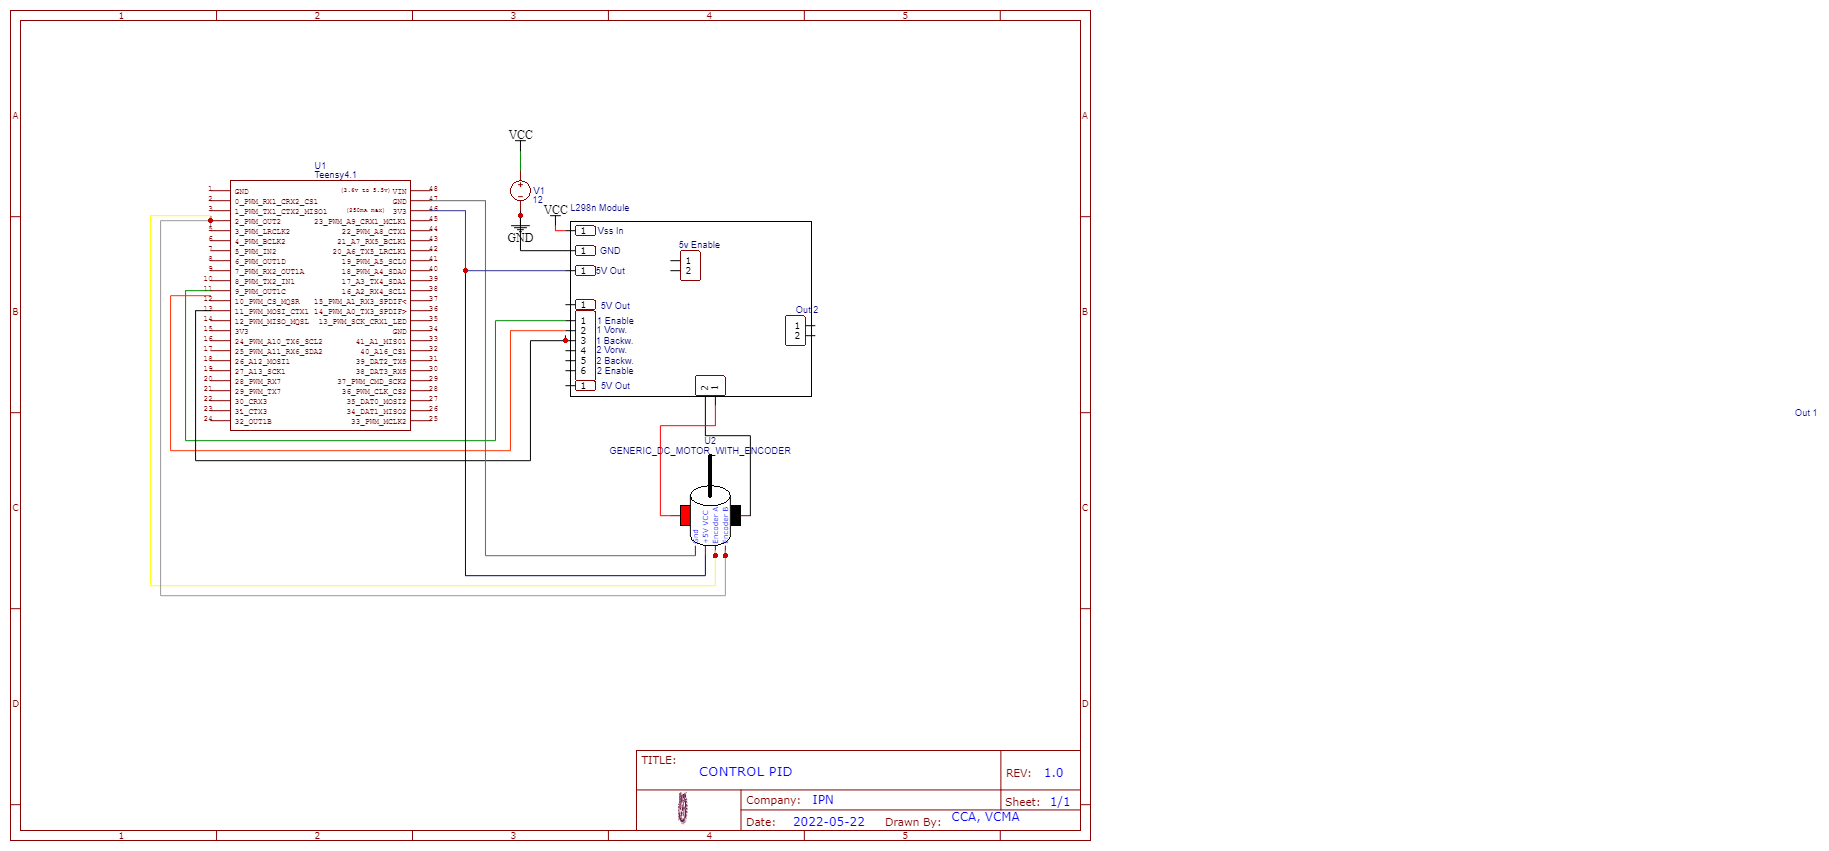 1 2 3 4 5
A A
VCC
U1
Teensy4.1
1 GND (3.6v to 5.5v) VIN 48
2 0_PWM_RX1_CRX2_CS1 GND 47
3 1_PWM_TX1_CTX2_MISO1 (250mA max) 3V3 46
2_PWM_OUT2 23_PWM_A9_CRX1_MCLK1 45
5 3_PWM_LRCLK2 22_PWM_A8_CTX1 44
6 4_PWM_BCLK2 21_A7_RX5_BCLK1 43
7 5_PWM_IN2 20_A6_TX5_LRCLK1 42
8 6_PWM_OUT1D 19_PWM_A5_SCL0 41
9 7_PWM_RX2_OUT1A 18_PWM_A4_SDA0 40
10 8_PWM_TX2_IN1 17_A3_TX4_SDA1 39
11 9_PWM_OUT1C 16_A2_RX4_SCL1 38
12 10_PWM_CS_MQSR 15_PWM_A1_RX3_SPDIF< 37
13 11_PWM_MOSI_CTX1 14_PWM_A0_TX3_SPDIF> 36
14 12_PWM_MISO_MQSL 13_PWM_SCK_CRX1_LED 35
15 3V3 GND 34
16 24_PWM_A10_TX6_SCL2 41_A1_MISO1 33
17 25_PWM_A11_RX6_SDA2 40_A16_CS1 32
18 26_A12_MOSI1 39_DAT2_TX5 31
19 27_A13_SCK1 38_DAT3_RX5 30
20 28_PWM_RX7 37_PWM_CMD_SCK2 29
21 29_PWM_TX7 36_PWM_CLK_CS2 28
22 30_CRX3 35_DAT0_MOSI2 27
23 31_CTX3 34_DAT1_MISO2 26
24 32_OUT1B 33_PWM_MCLK2 25
V1
12
GND
VCC
L298n Module
1 Vss In
1 GND
1 5V Out
5v Enable
1
2
1 5V Out
1 1 Enable
2 1 Vorw.
3 1 Backw.
4 2 Vorw.
5 2 Backw.
6 2 Enable
1 5V Out
Out 2
1
2
2 1
Out 1
B B
U2
GENERIC_DC_MOTOR_WITH_ENCODER
Gnd
+5V VCC
Encoder A
Encoder B
C C
D D
TITLE:
CONTROL PID
REV: 1.0
Company: IPN
Sheet: 1/1
Date: 2022-05-22
Drawn By: CCA, VCMA
1 2 3 4 5